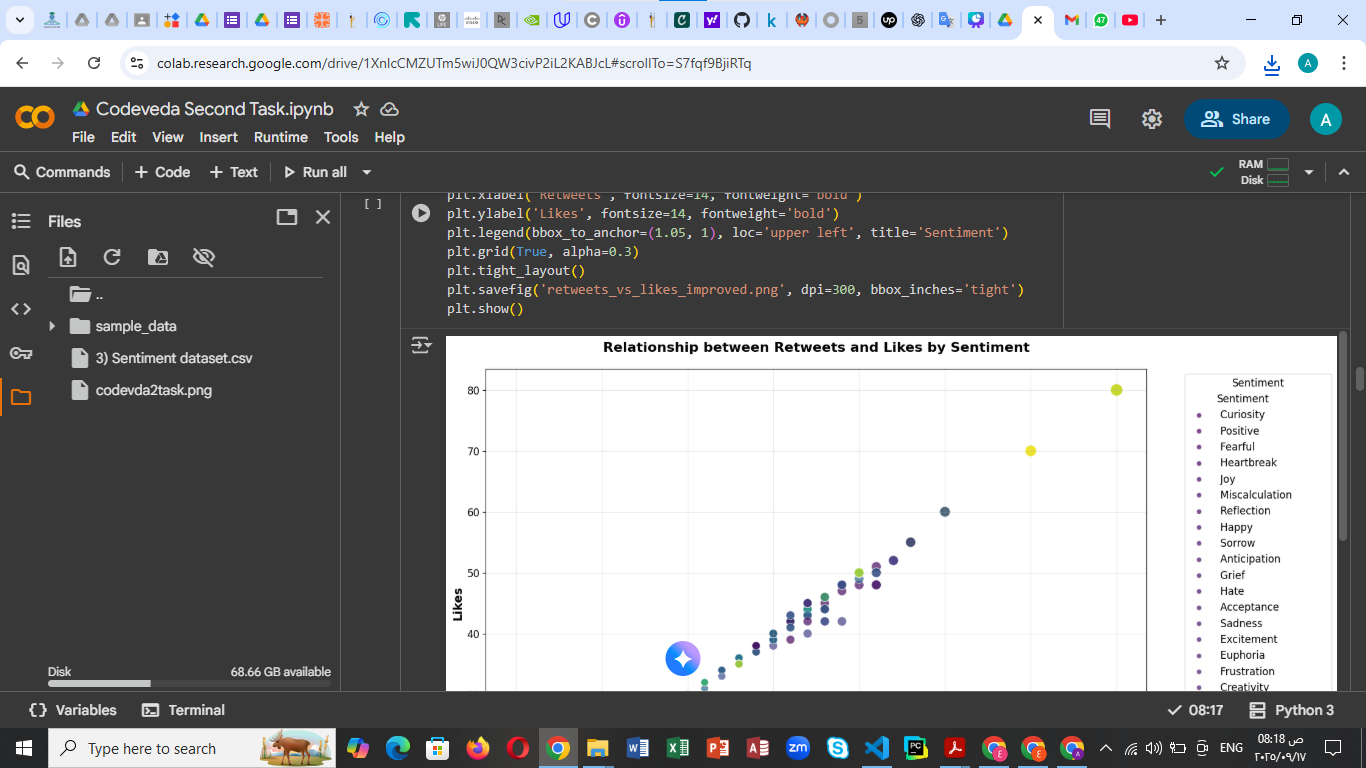 47
colab.research.google.com/drive/1XnIcCMZUTm5wiJ0QW3civP2iL2KABJcL#scrollTo=S7fqf9BjiRTq
A
Codeveda Second Task.ipynb
File Edit View Insert Runtime Tools Help
Share
A
Commands + Code + Text Run all
RAM
Disk
Files
..
sample_data
3) Sentiment dataset.csv
codevda2task.png
Disk 68.66 GB available
[ ]
plt.xlabel('Retweets', fontsize=14, fontweight='bold')
plt.ylabel('Likes', fontsize=14, fontweight='bold')
plt.legend(bbox_to_anchor=(1.05, 1), loc='upper left', title='Sentiment')
plt.grid(True, alpha=0.3)
plt.tight_layout()
plt.savefig('retweets_vs_likes_improved.png', dpi=300, bbox_inches='tight')
plt.show()
Relationship between Retweets and Likes by Sentiment
80
70
60
50
40
Likes
Sentiment
Sentiment
Curiosity
Positive
Fearful
Heartbreak
Joy
Miscalculation
Reflection
Happy
Sorrow
Anticipation
Grief
Hate
Acceptance
Sadness
Excitement
Euphoria
Frustration
Creativity
Variables Terminal
08:17 Python 3
Type here to search
ENG
08:18 ص
٢٠٢٥/٠٩/١٧